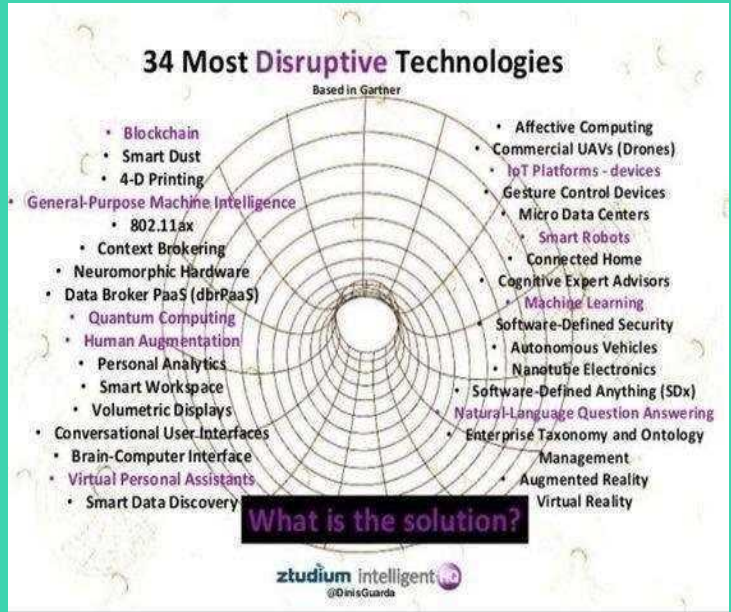 34 Most Disruptive Technologies
Based in Gartner
• Blockchain
• Smart Dust
• 4-D Printing
• General-Purpose Machine Intelligence
• 802.11ax
• Context Brokering
• Neuromorphic Hardware
• Data Broker PaaS (dbrPaaS)
• Quantum Computing
• Human Augmentation
• Personal Analytics
• Smart Workspace
• Volumetric Displays
• Conversational User Interfaces
• Brain-Computer Interface
• Virtual Personal Assistants
• Smart Data Discovery
• Affective Computing
• Commercial UAVs (Drones)
• IoT Platforms - devices
• Gesture Control Devices
• Micro Data Centers
• Smart Robots
• Connected Home
• Cognitive Expert Advisors
• Machine Learning
• Software-Defined Security
• Autonomous Vehicles
• Nanotube Electronics
• Software-Defined Anything (SDx)
• Natural-Language Question Answering
• Enterprise Taxonomy and Ontology
Management
• Augmented Reality
• Virtual Reality
What is the solution?
ztudium intelligentHQ
@DinisGuarda